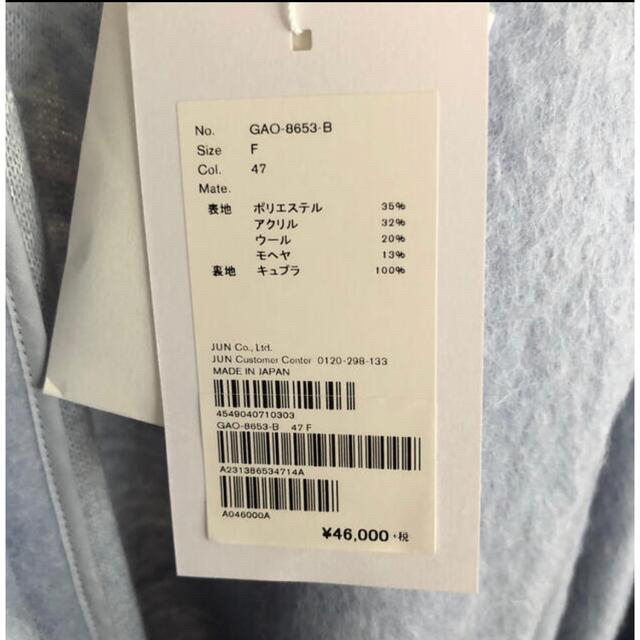 No. GAO-8653-B
Size F
Col. 47
Mate.
表地 ポリエステル 35%
アクリル 32%
ウール 20%
モヘヤ 13%
裏地 キュプラ 100%
JUN Co., Ltd.
JUN Customer Center 0120-298-133
MADE IN JAPAN
4549040710303
GAO-8653-B 47 F
A231386534714A
A046000A
¥46,000 +税